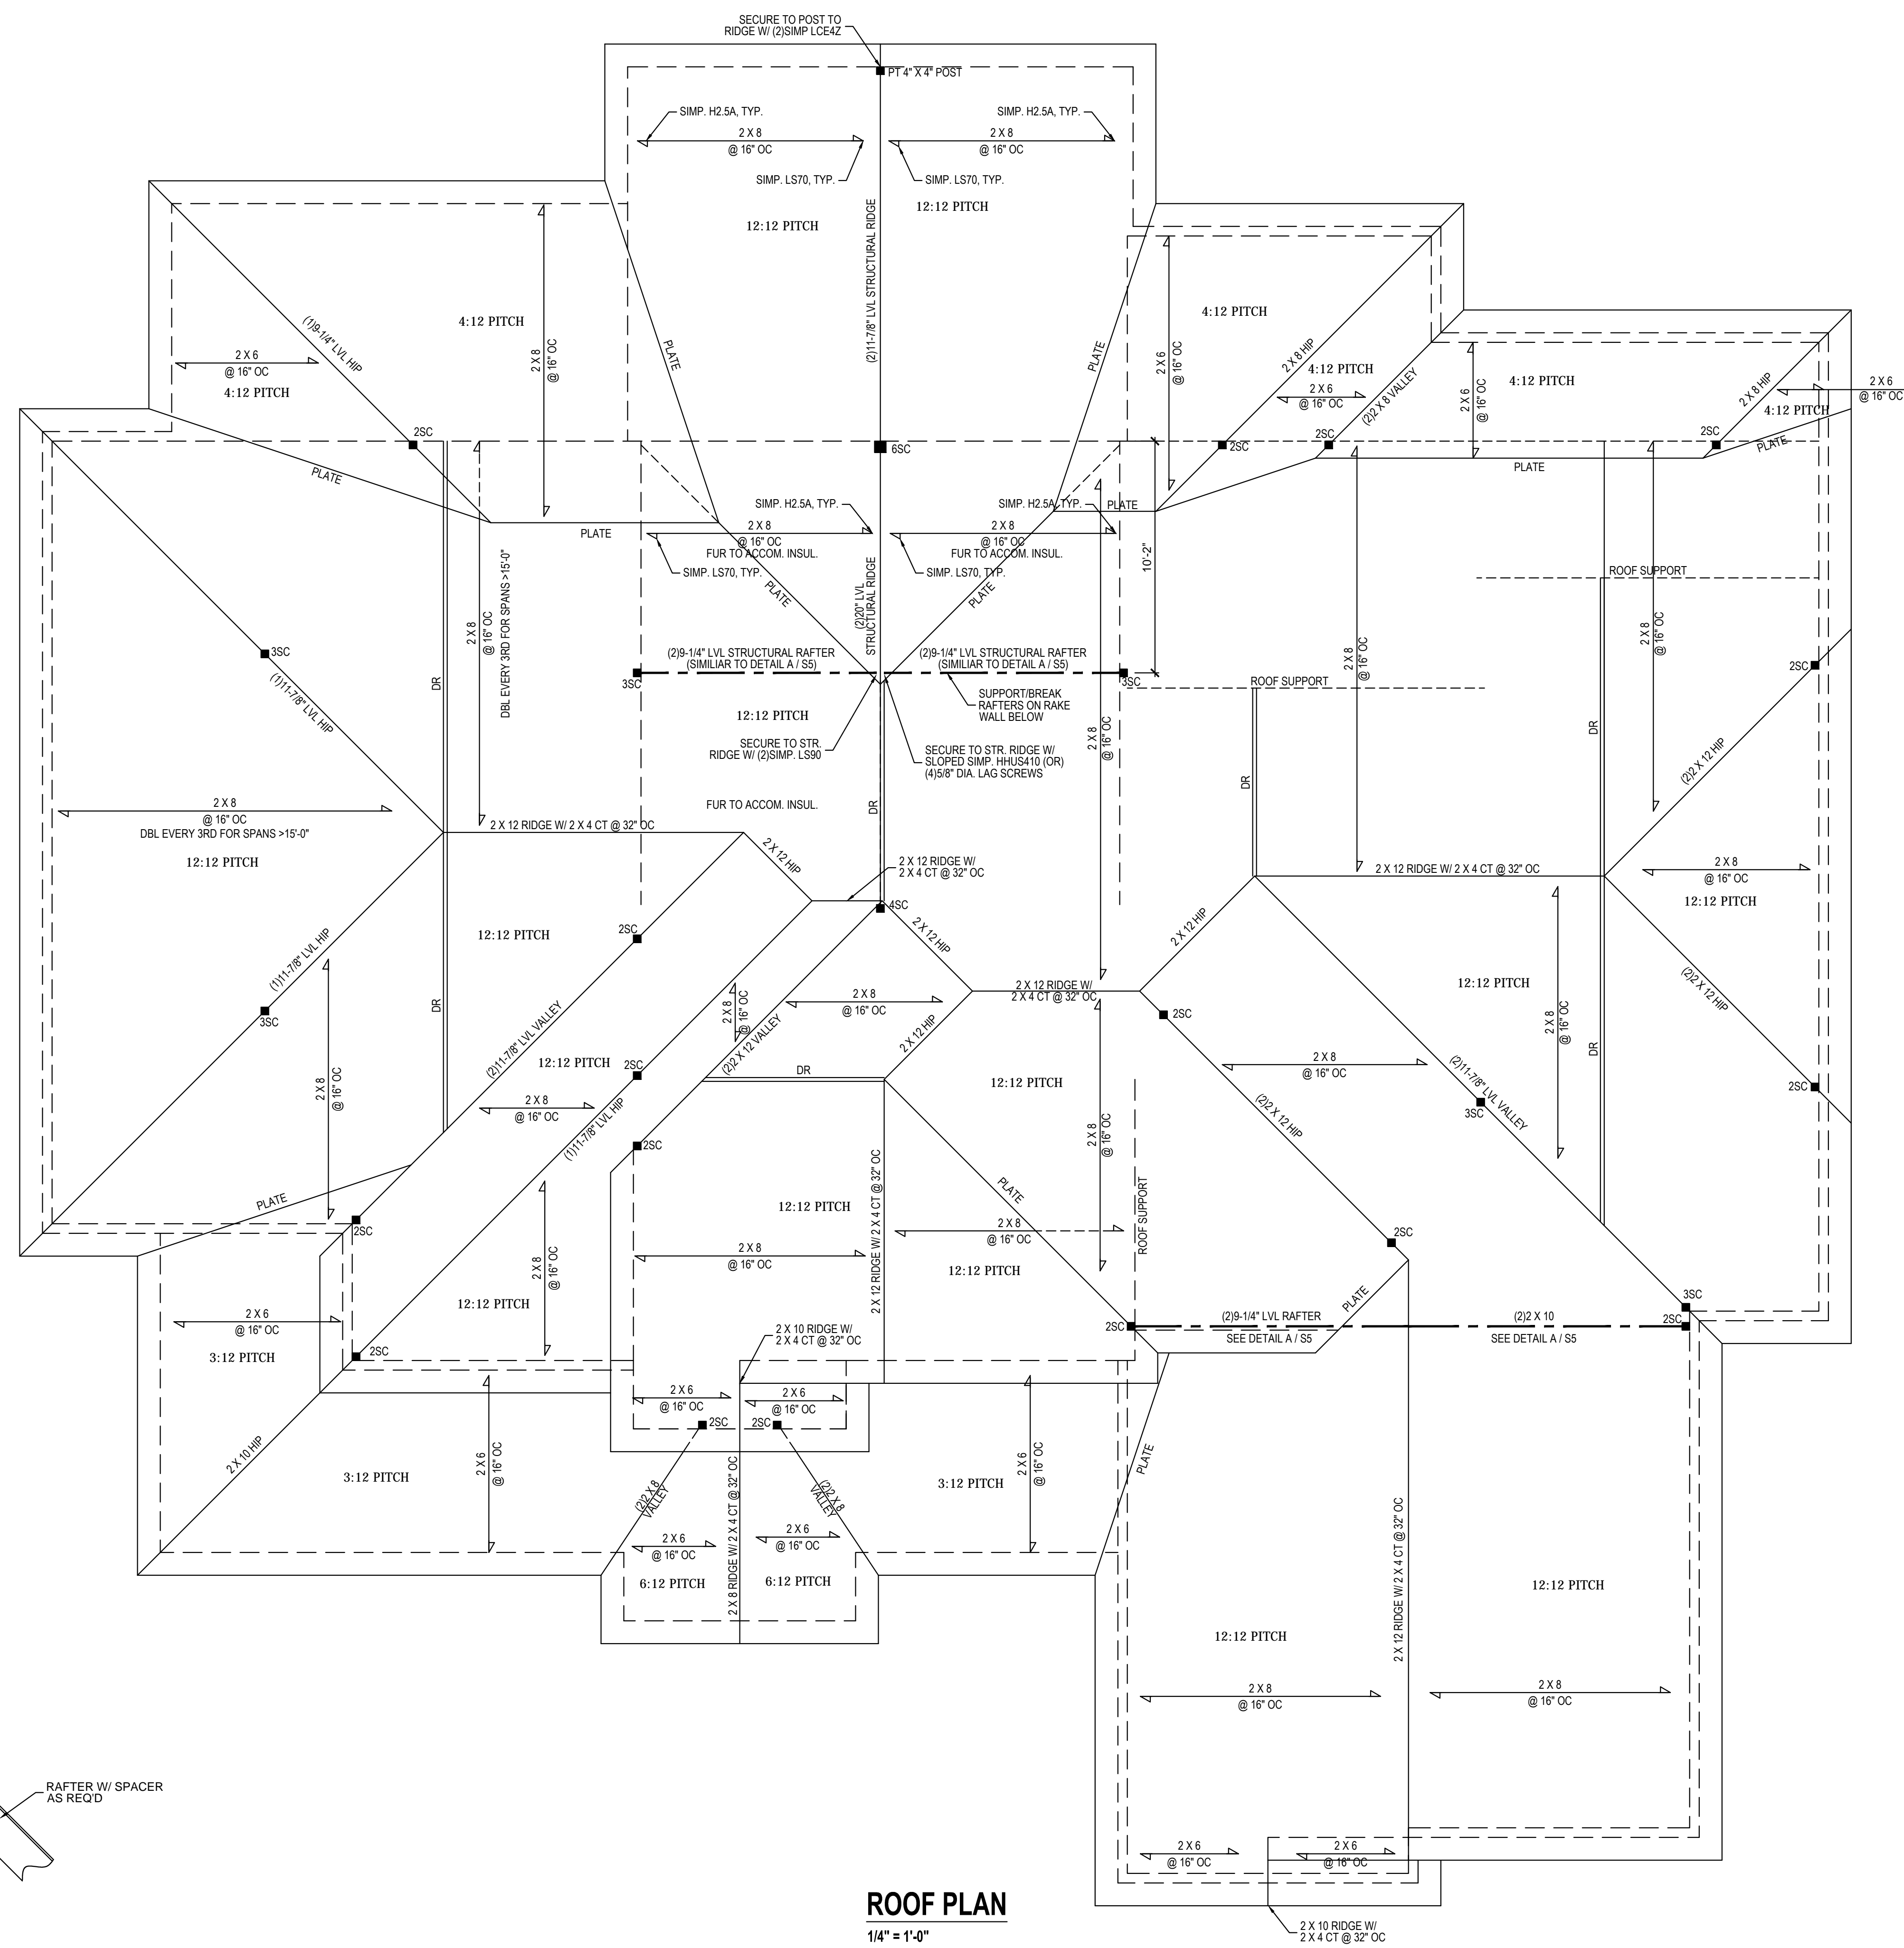 SECURE TO POST TO
RIDGE W/ (2)SIMP LCE4Z
PT 4" X 4" POST
SIMP. H2.5A, TYP.
SIMP. H2.5A, TYP.
2 X 8
@ 16" OC
2 X 8
@ 16" OC
SIMP. LS70, TYP.
SIMP. LS70, TYP.
12:12 PITCH
12:12 PITCH
(2)11-7/8" LVL STRUCTURAL RIDGE
(1)9-1/4" LVL HIP
4:12 PITCH
2 X 8
@ 16" OC
2 X 6
@ 16" OC
4:12 PITCH
PLATE
PLATE
4:12 PITCH
2 X 6
@ 16" OC
2 X 8 HIP
4:12 PITCH
2 X 6
@ 16" OC
(2)2 X 8 VALLEY
2 X 6
@ 16" OC
4:12 PITCH
2 X 8 HIP
2 X 6
@ 16" OC
4:12 PITCH
2SC
6SC
2SC
2SC
2SC
PLATE
PLATE
PLATE
PLATE
PLATE
SIMP. H2.5A, TYP.
SIMP. H2.5A, TYP.
2 X 8
@ 16" OC
FUR TO ACCOM. INSUL.
2 X 8
@ 16" OC
FUR TO ACCOM. INSUL.
SIMP. LS70, TYP.
SIMP. LS70, TYP.
10'-2"
PLATE
PLATE
(2)20" LVL
STRUCTURAL RIDGE
ROOF SUPPORT
2 X 8
@ 16" OC
DBL EVERY 3RD FOR SPANS >15'-0"
2 X 8
@ 16" OC
2 X 8
@ 16" OC
3SC
(1)11-7/8" LVL HIP
DR
(2)9-1/4" LVL STRUCTURAL RAFTER
(SIMILIAR TO DETAIL A / S5)
(2)9-1/4" LVL STRUCTURAL RAFTER
(SIMILIAR TO DETAIL A / S5)
3SC
3SC
ROOF SUPPORT
2SC
SUPPORT/BREAK
RAFTERS ON RAKE
WALL BELOW
12:12 PITCH
SECURE TO STR.
RIDGE W/ (2)SIMP. LS90
SECURE TO STR. RIDGE W/
SLOPED SIMP. HHUS410 (OR)
(4)5/8" DIA. LAG SCREWS
2 X 8
@ 16" OC
DR
DR
(2)2 X 12 HIP
2 X 8
@ 16" OC
DBL EVERY 3RD FOR SPANS >15'-0"
12:12 PITCH
FUR TO ACCOM. INSUL.
DR
2 X 12 RIDGE W/ 2 X 4 CT @ 32" OC
2 X 12 HIP
2 X 12 RIDGE W/
2 X 4 CT @ 32" OC
2 X 12 RIDGE W/ 2 X 4 CT @ 32" OC
2 X 8
@ 16" OC
12:12 PITCH
4SC
2 X 12 HIP
2 X 12 HIP
12:12 PITCH
2SC
(1)11-7/8" LVL HIP
3SC
DR
2 X 8
@ 16" OC
2 X 8
@ 16" OC
2 X 12 RIDGE W/
2 X 4 CT @ 32" OC
12:12 PITCH
(2)2 X 12 HIP
2SC
2 X 8
@ 16" OC
DR
(2)11-7/8" LVL VALLEY
12:12 PITCH
2SC
(2)2 X 12 VALLEY
2 X 12 HIP
DR
12:12 PITCH
2 X 8
@ 16" OC
(2)11-7/8" LVL VALLEY
3SC
2SC
2 X 8
@ 16" OC
2 X 8
@ 16" OC
(1)11-7/8" LVL HIP
2SC
2 X 8
@ 16" OC
(2)2 X 12 HIP
2 X 12 RIDGE W/ 2 X 4 CT @ 32" OC
PLATE
PLATE
12:12 PITCH
ROOF SUPPORT
2SC
2 X 8
@ 16" OC
2 X 8
@ 16" OC
2 X 8
@ 16" OC
12:12 PITCH
2SC
12:12 PITCH
PLATE
3SC
2 X 6
@ 16" OC
3:12 PITCH
2SC
2 X 10 RIDGE W/
2 X 4 CT @ 32" OC
2SC
(2)9-1/4" LVL RAFTER
SEE DETAIL A / S5
(2)2 X 10
SEE DETAIL A / S5
2SC
2 X 6
@ 16" OC
2 X 6
@ 16" OC
2SC
2SC
2 X 10 HIP
3:12 PITCH
2 X 6
@ 16" OC
(2)2 X 8
VALLEY
2 X 8 RIDGE W/ 2 X 4 CT @ 32" OC
(2)2 X 8
VALLEY
3:12 PITCH
2 X 6
@ 16" OC
PLATE
2 X 6
@ 16" OC
2 X 6
@ 16" OC
6:12 PITCH
6:12 PITCH
2 X 12 RIDGE W/ 2 X 4 CT @ 32" OC
12:12 PITCH
12:12 PITCH
2 X 8
@ 16" OC
2 X 8
@ 16" OC
RAFTER W/ SPACER
AS REQ'D
2 X 6
@ 16" OC
2 X 6
@ 16" OC
2 X 10 RIDGE W/
2 X 4 CT @ 32" OC
ROOF PLAN
1/4" = 1'-0"